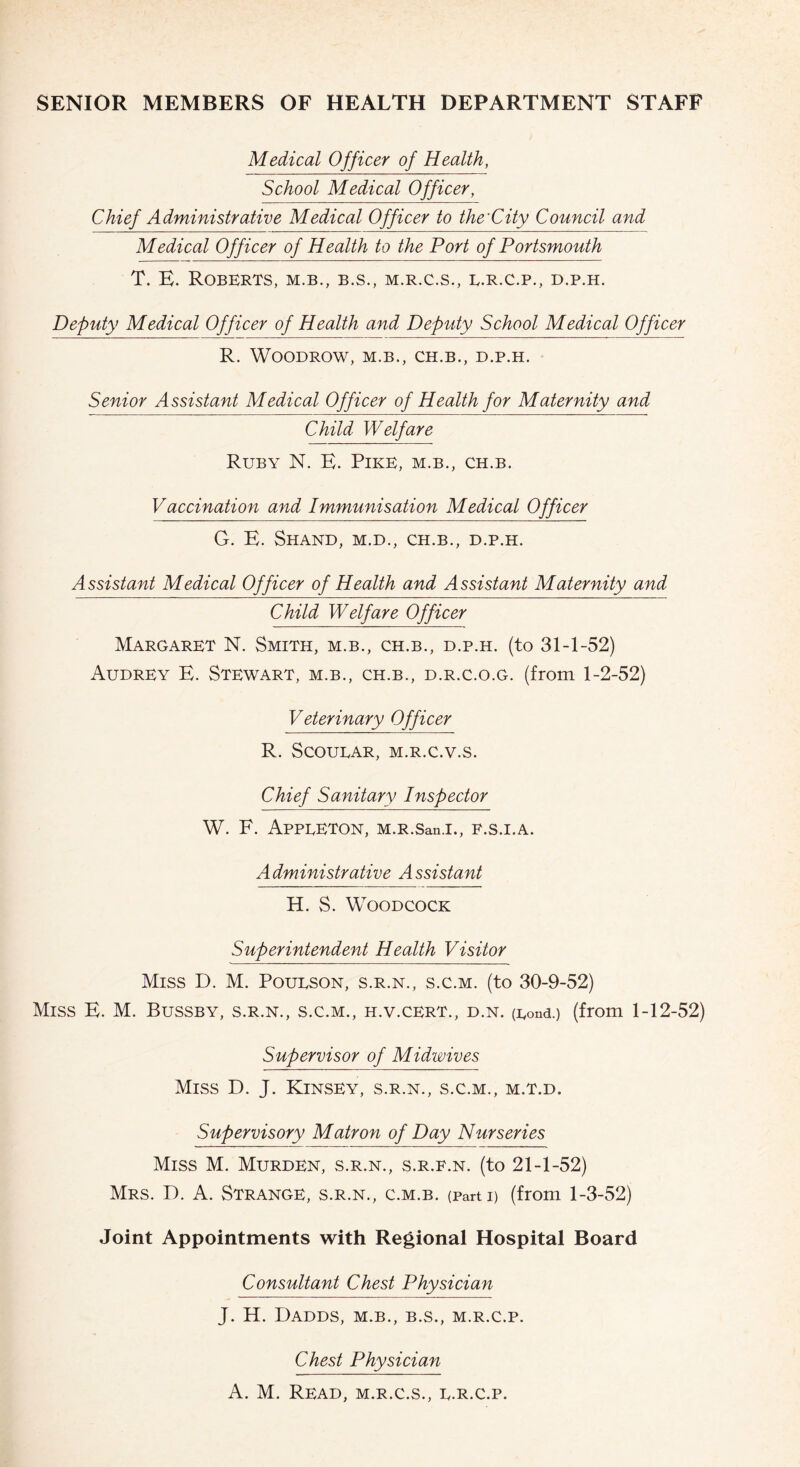 SENIOR MEMBERS OF HEALTH DEPARTMENT STAFF
Medical Officer of Health,
School Medical Officer,
Chief Administrative Medical Officer to the City Council and
Medical Officer of Health to the Port of Portsmouth
T. E. ROBERTS, M.B., B.S., M.R.C.S., L.R.C.P., D.P.H.
Deputy Medical Officer of Health and Deputy School Medical Officer
R. WOODROW, M.B., CH.B., D.P.H.
Senior Assistant Medical Officer of Health for Maternity and
Child Welfare
RUBY N. E. PIKE, M.B., CH.B.
Vaccination and Immunisation Medical Officer
G. E. SHAND, M.D., CH.B., D.P.H.
Assistant Medical Officer of Health and Assistant Maternity and
Child Welfare Officer
MARGARET N. SMITH, M.B., CH.B., D.P.H. (to 31-1-52)
AUDREY E. STEWART, M.B., CH.B., D.R.C.O.G. (from 1-2-52)
Veterinary Officer
R. SCOULAR, M.R.C.V.S.
Chief Sanitary Inspector
W. F. APPLETON, M.R.San.I., F.S.I.A.
Administrative Assistant
H. S. WOODCOCK
Superintendent Health Visitor
MISS D. M. POULSON, S.R.N., S.C.M. (to 30-9-52)
MISS E. M. BUSSBY, S.R.N., S.C.M., H.V.CERT., D.N. (Lond.) (from 1-12-52)
Supervisor of Midwives
MISS D. J. KINSEY, S.R.N., S.C.M., M.T.D.
Supervisory Matron of Day Nurseries
MISS M. MURDEN, S.R.N., S.R.F.N. (to 21-1-52)
MRS. D. A. STRANGE, S.R.N., C.M.B. (Part I) (from 1-3-52)
Joint Appointments with Regional Hospital Board
Consultant Chest Physician
J. H. DADDS, M.B., B.S., M.R.C.P.
Chest Physician
A. M. READ, M.R.C.S., L.R.C.P.